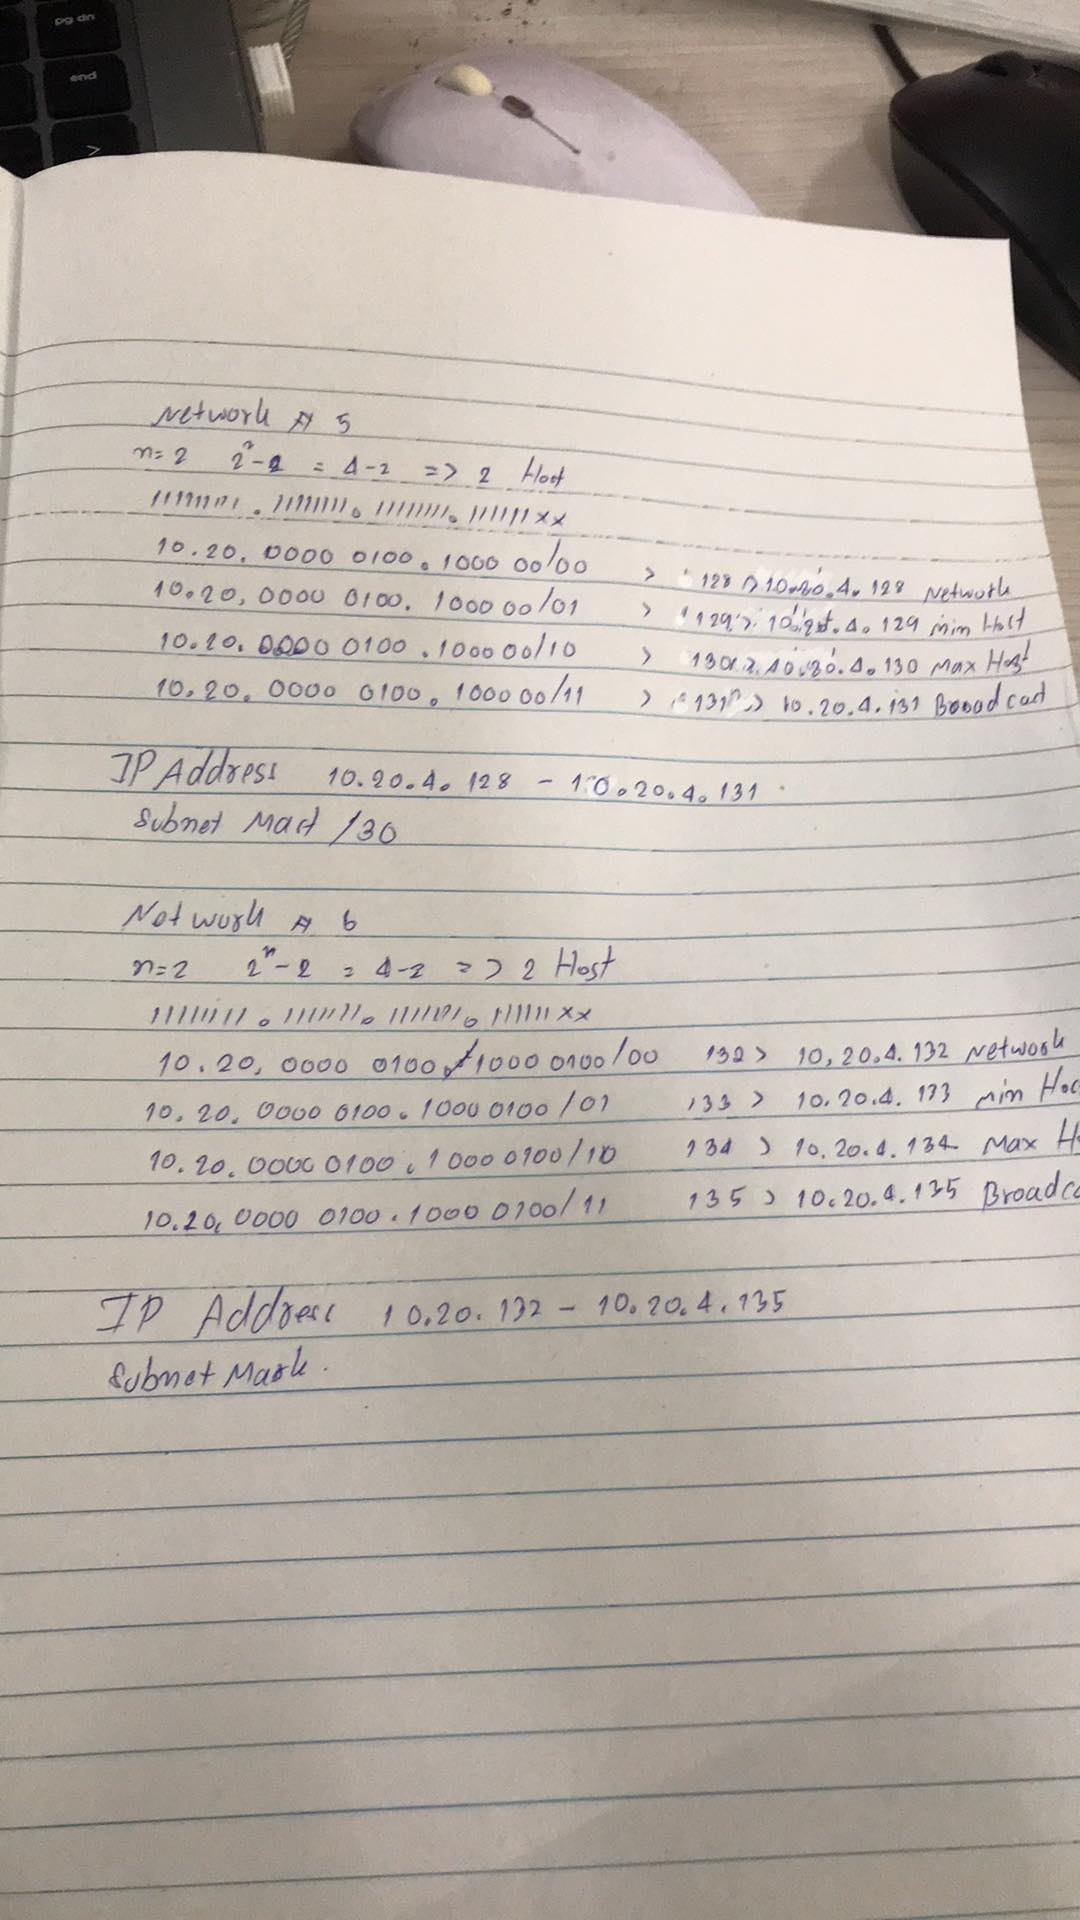 pg dn
end
Network # 5
n=2 2ⁿ-2 = 4-2 => 2 Host
11111111.11111111.11111111.111111xx
10.20.0000 0100.1000 00/00 > 128 > 10.20.4.128 Network
10.20.0000 0100.1000 00/01 > 129 > 10.20.4.129 min Host
10.20.0000 0100.1000 00/10 > 130 > 10.20.4.130 Max Host
10.20.0000 0100.1000 00/11 > 131 > 10.20.4.131 Broadcast
IP Address 10.20.4.128 - 10.20.4.131
Subnet Mast /30
Network # 6
n=2 2ⁿ-2 = 4-2 => 2 Host
11111111.11111111.11111111.111111xx
10.20.0000 0100.1000 0100/00 132 > 10.20.4.132 Network
10.20.0000 0100.1000 0100/01 133 > 10.20.4.133 min Hos
10.20.0000 0100.1000 0100/10 134 > 10.20.4.134 Max H
10.20.0000 0100.1000 0100/11 135 > 10.20.4.135 Broadca
IP Address 10.20.132 - 10.20.4.135
Subnet Mask.